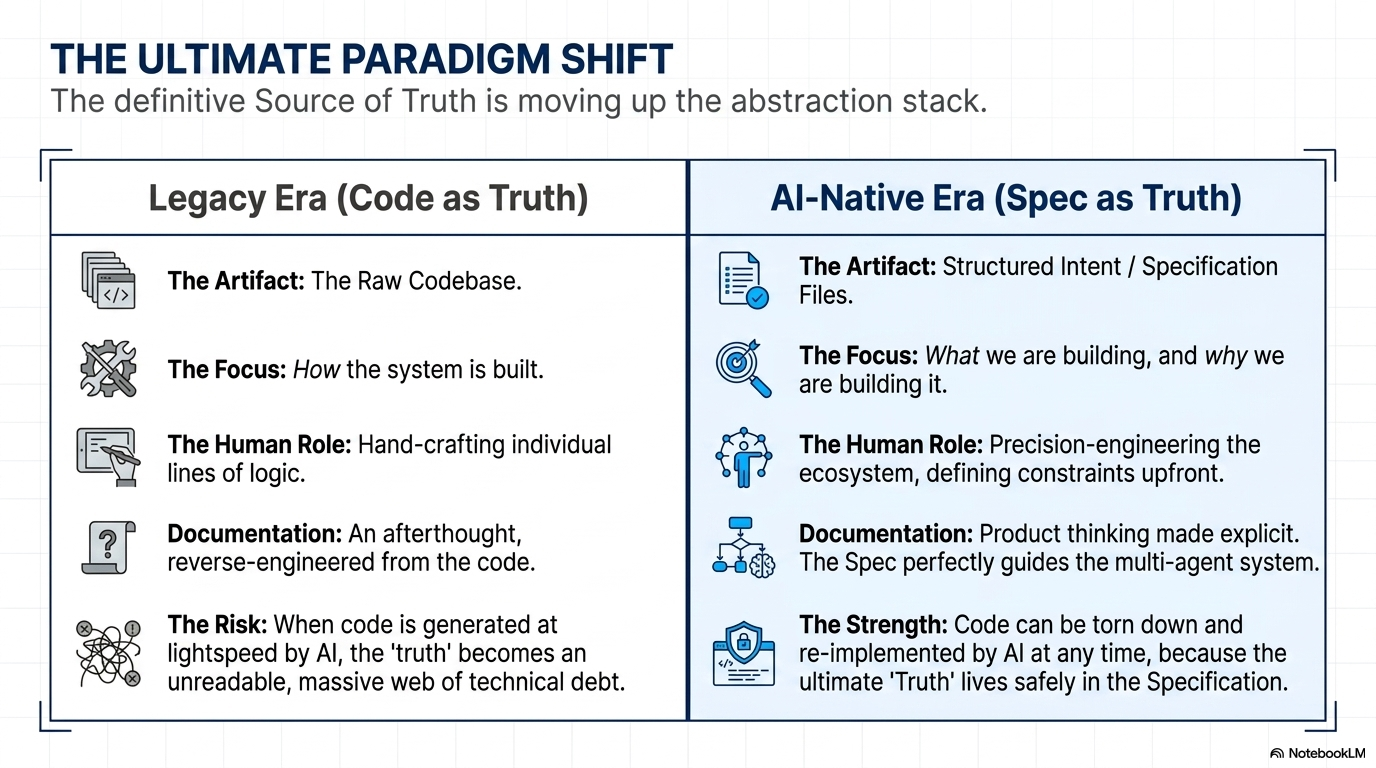 THE ULTIMATE PARADIGM SHIFT
The definitive Source of Truth is moving up the abstraction stack.
Legacy Era (Code as Truth)
The Artifact: The Raw Codebase.
The Focus: How the system is built.
The Human Role: Hand-crafting individual
lines of logic.
Documentation: An afterthought,
reverse-engineered from the code.
The Risk: When code is generated at
lightspeed by AI, the 'truth' becomes an
unreadable, massive web of technical debt.
AI-Native Era (Spec as Truth)
The Artifact: Structured Intent / Specification
Files.
The Focus: What we are building, and why we
are building it.
The Human Role: Precision-engineering the
ecosystem, defining constraints upfront.
Documentation: Product thinking made explicit.
The Spec perfectly guides the multi-agent system.
The Strength: Code can be torn down and
re-implemented by AI at any time, because the
ultimate 'Truth' lives safely in the Specification.
NotebookLM